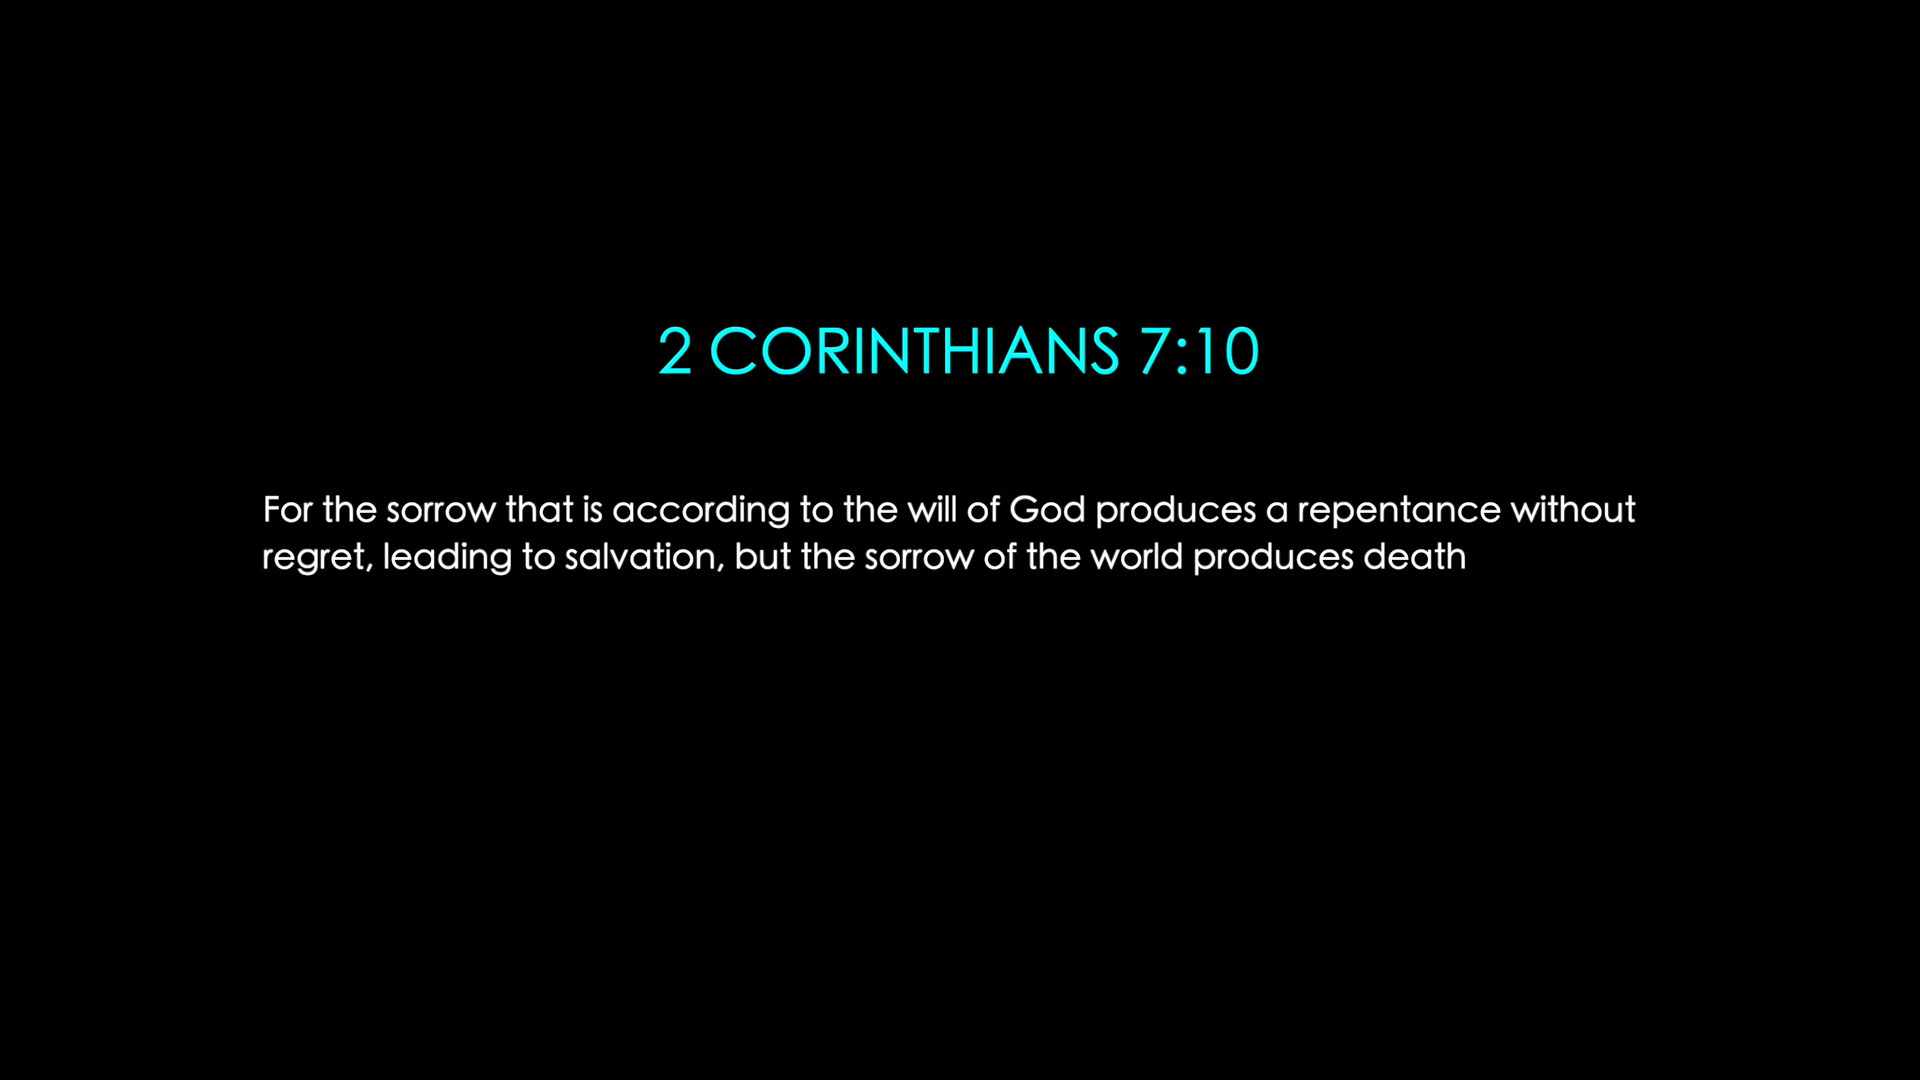 2 CORINTHIANS 7:10
For the sorrow that is according to the will of God produces a repentance without
regret, leading to salvation, but the sorrow of the world produces death